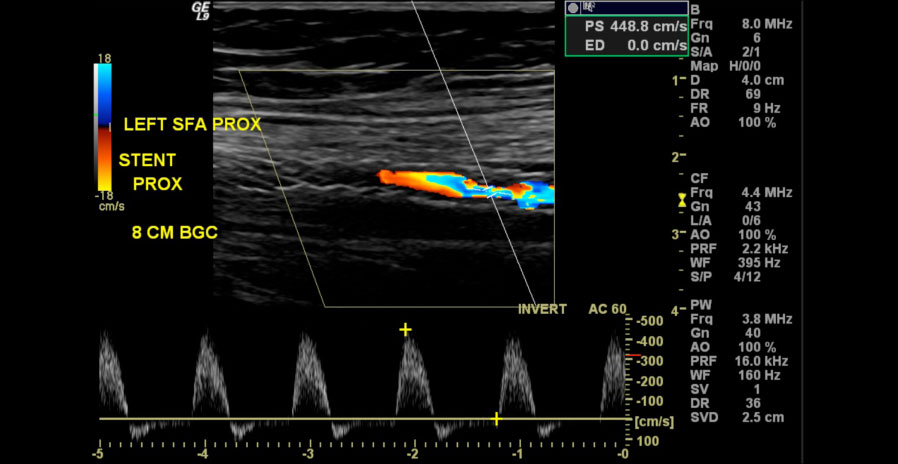 GE
L9
PS 448.8 cm/s
ED 0.0 cm/s
B
Frq 8.0 MHz
Gn 6
S/A 2/1
Map H/0/0
D 4.0 cm
DR 69
FR 9 Hz
AO 100 %
18
-18
cm/s
LEFT SFA PROX
STENT
PROX
8 CM BGC
1
2
3
4
CF
Frq 4.4 MHz
Gn 43
L/A 0/6
AO 100 %
PRF 2.2 kHz
WF 395 Hz
S/P 4/12
INVERT AC 60
PW
Frq 3.8 MHz
Gn 40
AO 100 %
PRF 16.0 kHz
WF 160 Hz
SV 1
DR 36
SVD 2.5 cm
-500
-400
-300
-200
-100
[cm/s]
100
-5 -4 -3 -2 -1 -0